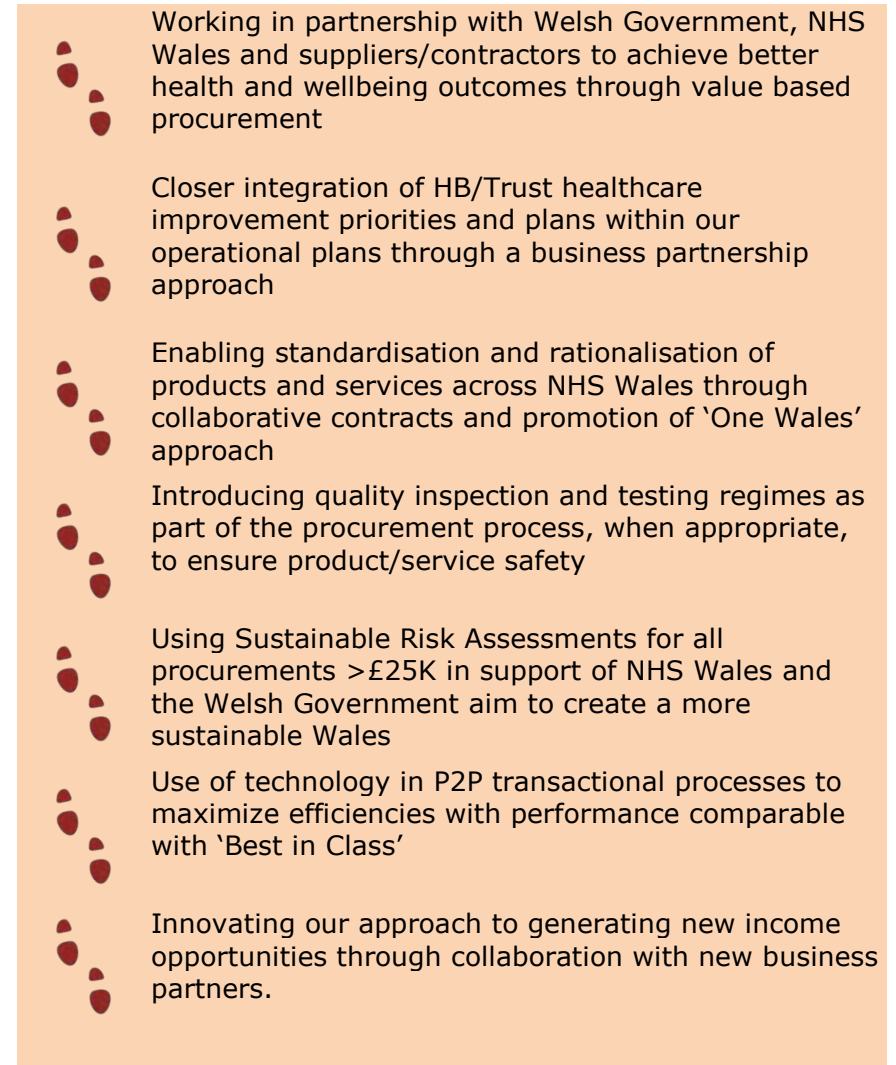 Working in partnership with Welsh Government, NHS
Wales and suppliers/contractors to achieve better
health and wellbeing outcomes through value based
procurement
Closer integration of HB/Trust healthcare
improvement priorities and plans within our
operational plans through a business partnership
approach
Enabling standardisation and rationalisation of
products and services across NHS Wales through
collaborative contracts and promotion of ‘One Wales’
approach
Introducing quality inspection and testing regimes as
part of the procurement process, when appropriate,
to ensure product/service safety
Using Sustainable Risk Assessments for all
procurements >£25K in support of NHS Wales and
the Welsh Government aim to create a more
sustainable Wales
Use of technology in P2P transactional processes to
maximize efficiencies with performance comparable
with ‘Best in Class’
Innovating our approach to generating new income
opportunities through collaboration with new business
partners.